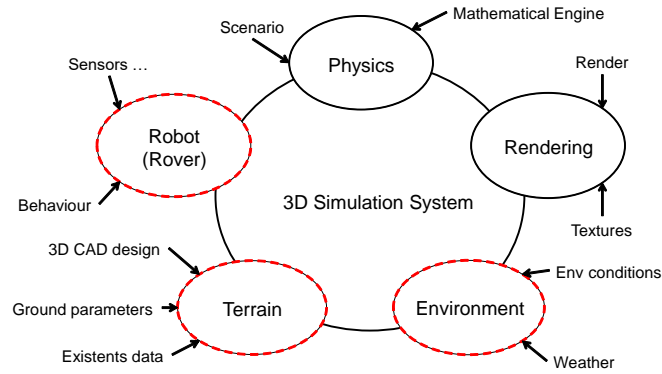 Mathematical Engine
Scenario
Sensors …
Physics
Render
Robot
(Rover)
Rendering
Behaviour
3D Simulation System
Textures
3D CAD design
Env conditions
Ground parameters
Terrain
Environment
Existents data
Weather